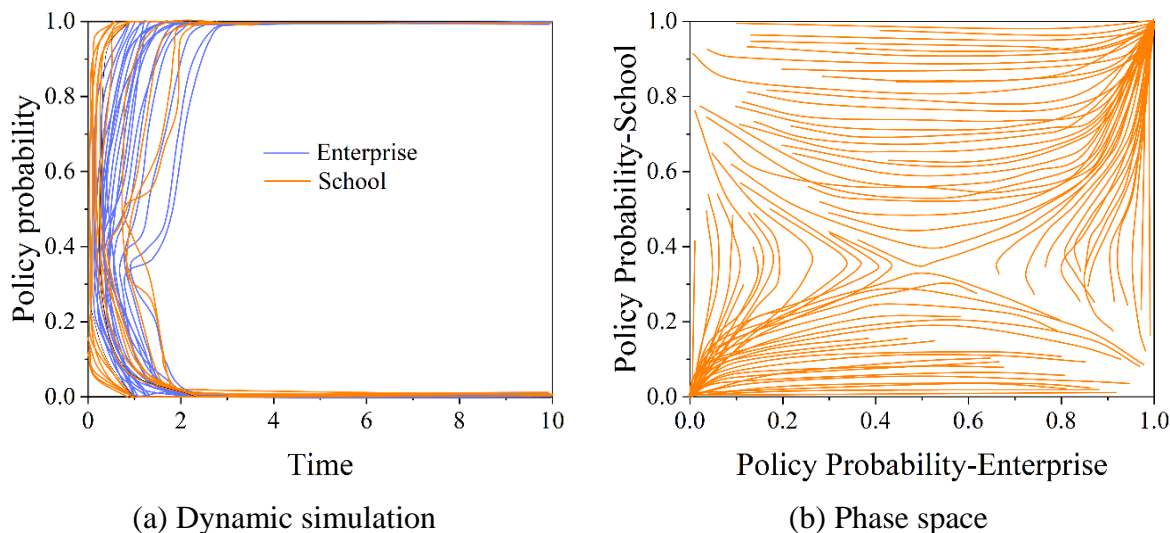 1.0
0.8
0.6
0.4
0.2
0.0
Policy probability
Enterprise
School
0 2 4 6 8 10
Time
(a) Dynamic simulation
1.0
0.8
0.6
0.4
0.2
0.0
Policy Probability-School
0.0 0.2 0.4 0.6 0.8 1.0
Policy Probability-Enterprise
(b) Phase space